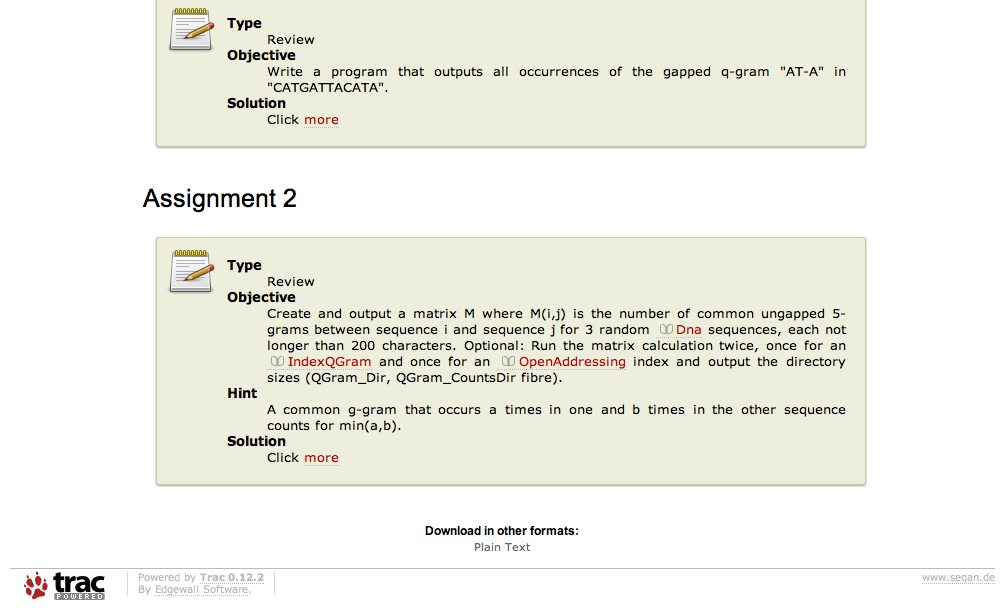 Type
Review
Objective
Write a program that outputs all occurrences of the gapped q-gram "AT-A" in
"CATGATTACATA".
Solution
Click more
Assignment 2
Type
Review
Objective
Create and output a matrix M where M(i,j) is the number of common ungapped 5-
grams between sequence i and sequence j for 3 random Dna sequences, each not
longer than 200 characters. Optional: Run the matrix calculation twice, once for an
IndexQGram and once for an OpenAddressing index and output the directory
sizes (QGram_Dir, QGram_CountsDir fibre).
Hint
A common g-gram that occurs a times in one and b times in the other sequence
counts for min(a,b).
Solution
Click more
Download in other formats:
Plain Text
trac
POWERED
Powered by Trac 0.12.2
By Edgewall Software.
www.seqan.de